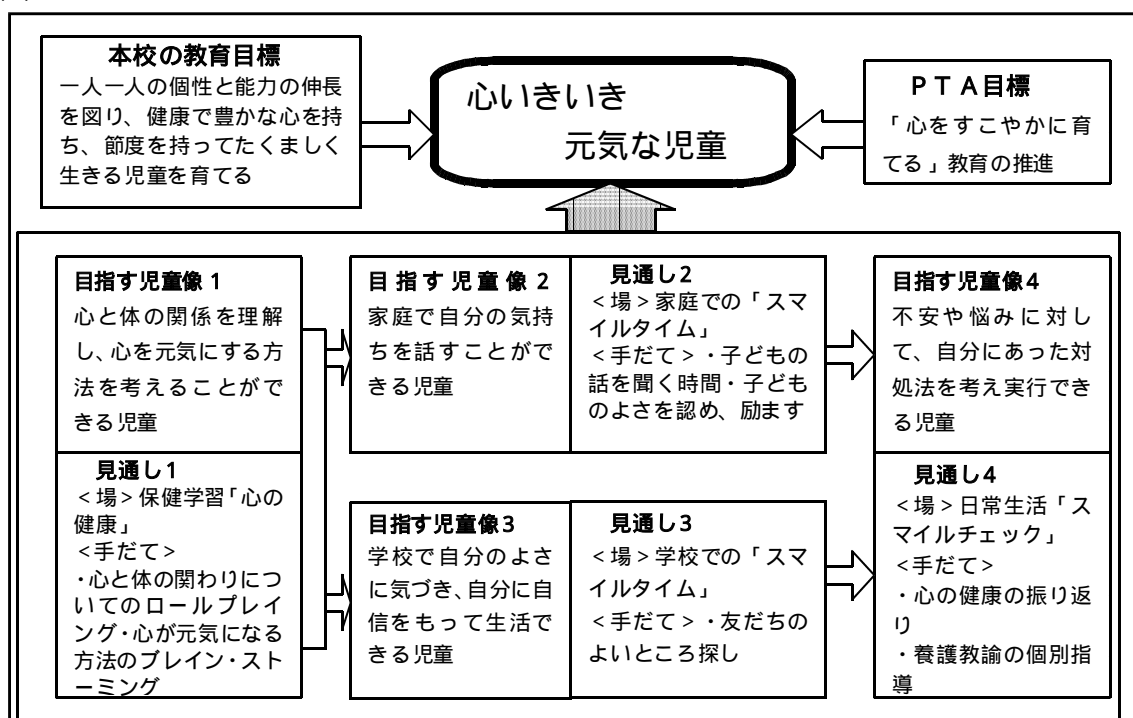 本校の教育目標
一人一人の個性と能力の伸長
を図り、健康で豊かな心を持
ち、節度を持ってたくましく
生きる児童を育てる
心いきいき
元気な児童
ＰＴＡ目標
「心をすこやかに育
てる」教育の推進
目指す児童像1
心と体の関係を理解
し、心を元気にする方
法を考えることがで
きる児童
見通し1
<場>保健学習「心の
健康」
<手だて>
・心と体の関わりにつ
いてのロールプレイ
ング・心が元気になる
方法のブレイン・スト
ーミング
目指す児童像2
家庭で自分の気持
ちを話すことがで
きる児童
見通し2
<場>家庭での「スマ
イルタイム」
<手だて>・子どもの
話を聞く時間・子ども
のよさを認め、励ます
目指す児童像3
学校で自分のよさ
に気づき、自分に自
信をもって生活で
きる児童
見通し3
<場>学校での「スマ
イルタイム」
<手だて>・友だちの
よいところ探し
目指す児童像4
不安や悩みに対し
て、自分にあった対
処法を考え実行でき
る児童
見通し4
<場>日常生活「ス
マイルチェック」
<手だて>
・心の健康の振り返
り
・養護教諭の個別指
導